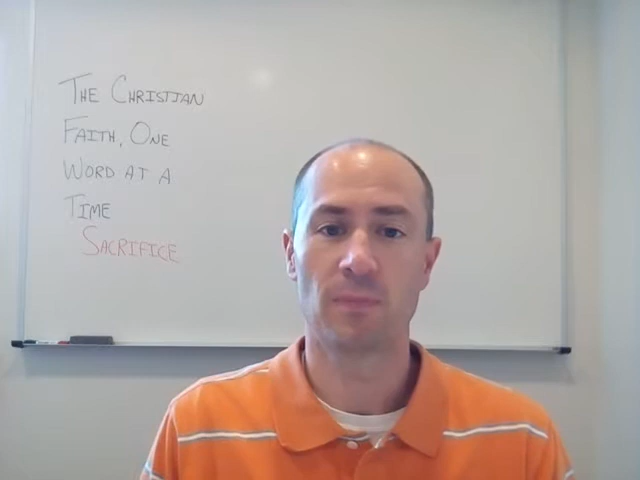 THE CHRISTIAN
FAITH, ONE
WORD AT A
TIME
SACRIFICE